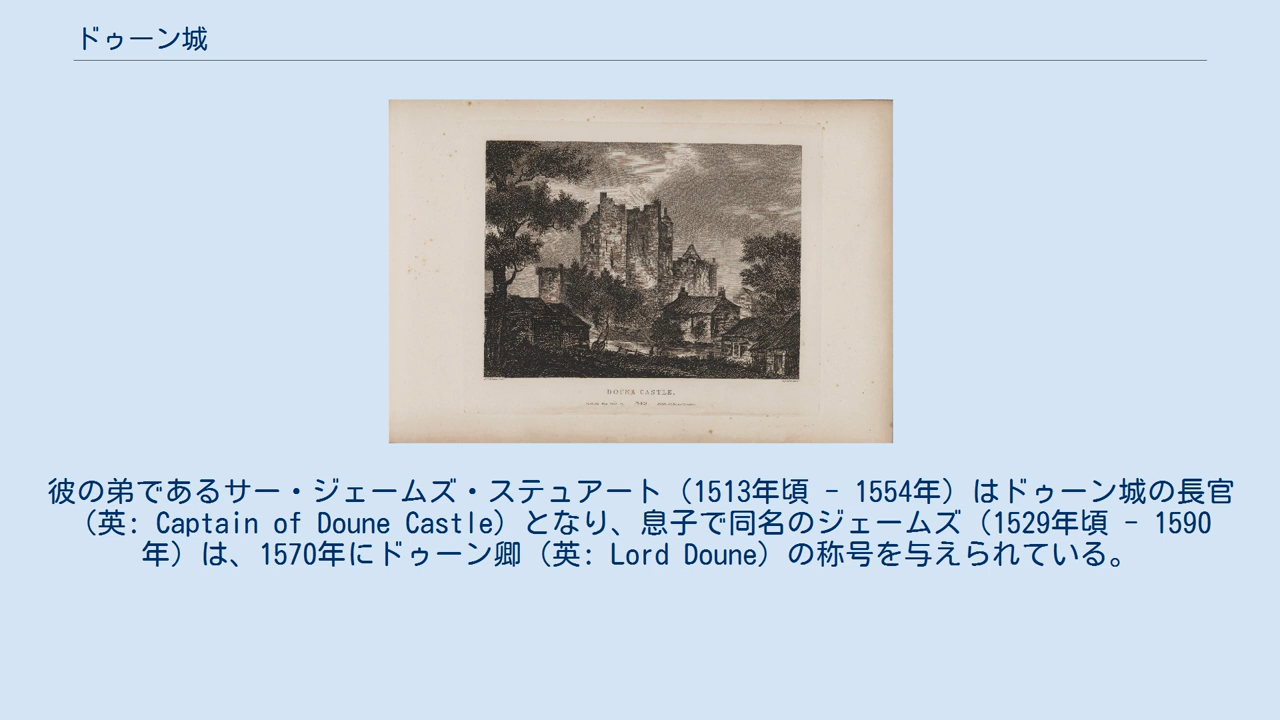 ドゥーン城
DOUNE CASTLE.
彼の弟であるサー・ジェームズ・ステュアート（1513年頃 - 1554年）はドゥーン城の長官
（英: Captain of Doune Castle）となり、息子で同名のジェームズ（1529年頃 - 1590
年）は、1570年にドゥーン卿（英: Lord Doune）の称号を与えられている。